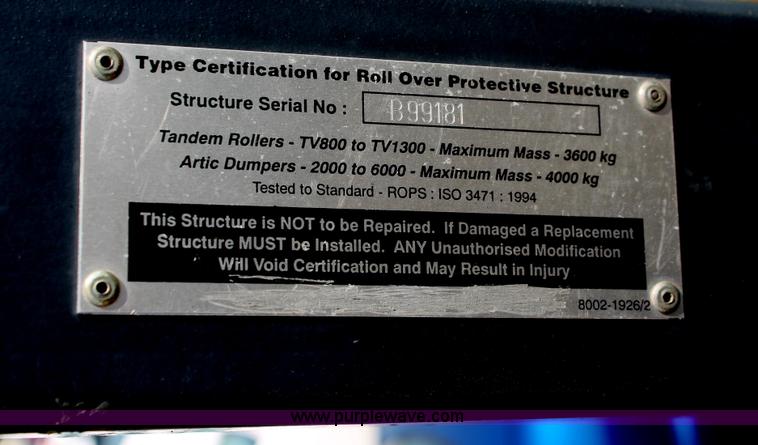 Type Certification for Roll Over Protective Structure
Structure Serial No : B99181
Tandem Rollers - TV800 to TV1300 - Maximum Mass - 3600 kg
Artic Dumpers - 2000 to 6000 - Maximum Mass - 4000 kg
Tested to Standard - ROPS : ISO 3471 : 1994
This Structure is NOT to be Repaired. If Damaged a Replacement
Structure MUST be Installed. ANY Unauthorised Modification
Will Void Certification and May Result in Injury
8002-1926/2
www.purplewave.com